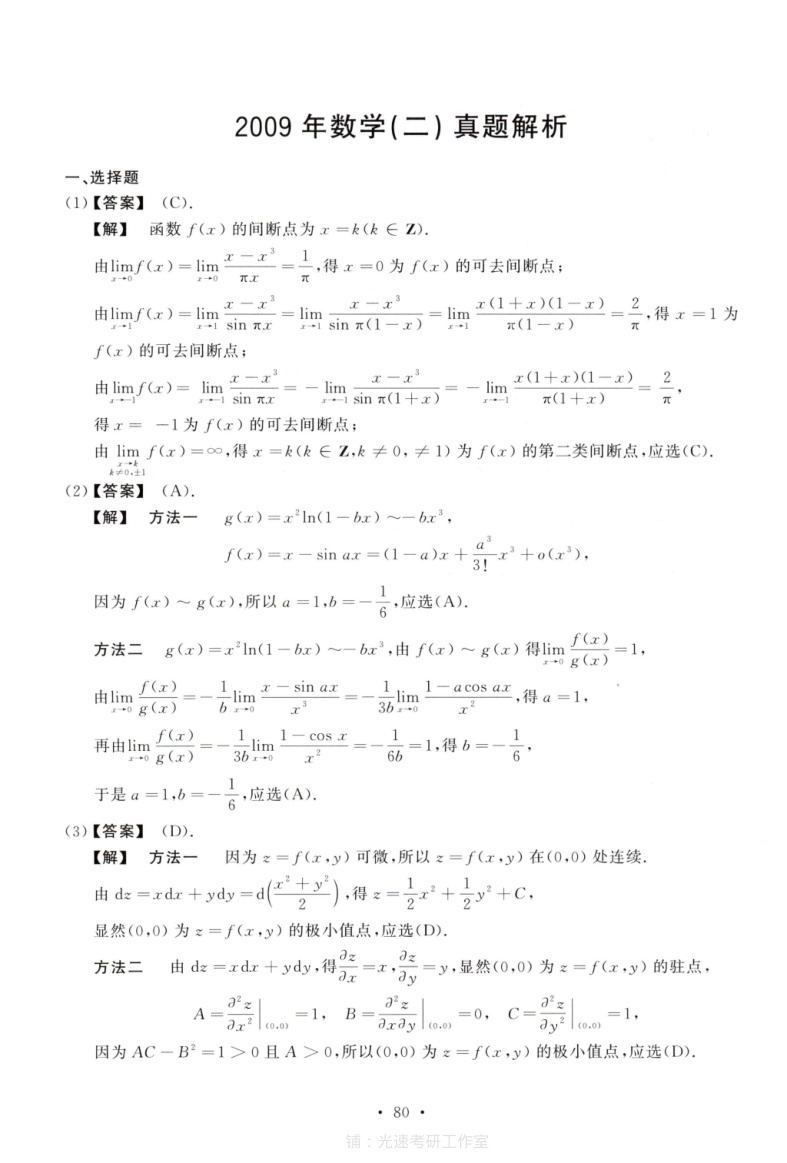 2009 年数学(二)真题解析
一、选择题
(1)【答案】 (C).
【解】 函数 f(x) 的间断点为 x=k(k ∈ Z).
由 lim_{x→0} f(x) = lim_{x→0} (x-x³)/(πx) = 1/π,得 x=0 为 f(x) 的可去间断点;
由 lim_{x→1} f(x) = lim_{x→1} (x-x³)/(sin πx) = lim_{x→1} (x-x³)/(sin π(1-x)) = lim_{x→1} x(1+x)(1-x)/(π(1-x)) = 2/π,得 x=1 为
f(x) 的可去间断点;
由 lim_{x→-1} f(x) = lim_{x→-1} (x-x³)/(sin πx) = -lim_{x→-1} (x-x³)/(sin π(1+x)) = -lim_{x→-1} x(1+x)(1-x)/(π(1+x)) = 2/π,
得 x= -1 为 f(x) 的可去间断点;
由 lim_{x→k, k≠0,±1} f(x)=∞,得 x=k(k ∈ Z,k ≠ 0, ≠ 1) 为 f(x) 的第二类间断点,应选(C).
(2)【答案】 (A).
【解】 方法一 g(x)=x²ln(1-bx) ~ -bx³,
f(x)=x-sin ax=(1-a)x+(a³/3!)x³+o(x³),
因为 f(x) ~ g(x),所以 a=1,b=-1/6,应选(A).
方法二 g(x)=x²ln(1-bx) ~ -bx³,由 f(x) ~ g(x) 得 lim_{x→0} f(x)/g(x) = 1,
由 lim_{x→0} f(x)/g(x) = -(1/b) lim_{x→0} (x-sin ax)/x³ = -(1/3b) lim_{x→0} (1-acos ax)/x²,得 a=1,
再由 lim_{x→0} f(x)/g(x) = -(1/3b) lim_{x→0} (1-cos x)/x² = -1/(6b) = 1,得 b=-1/6,
于是 a=1,b=-1/6,应选(A).
(3)【答案】 (D).
【解】 方法一 因为 z=f(x,y) 可微,所以 z=f(x,y) 在(0,0) 处连续.
由 dz=xdx+ydy=d((x²+y²)/2),得 z=(1/2)x²+(1/2)y²+C,
显然(0,0) 为 z=f(x,y) 的极小值点,应选(D).
方法二 由 dz=xdx+ydy,得 ∂z/∂x=x,∂z/∂y=y,显然(0,0) 为 z=f(x,y) 的驻点,
A=∂²z/∂x²|(0,0)=1, B=∂²z/∂x∂y|(0,0)=0, C=∂²z/∂y²|(0,0)=1,
因为 AC-B²=1>0 且 A>0,所以(0,0) 为 z=f(x,y) 的极小值点,应选(D).
• 80 •
铺:光速考研工作室